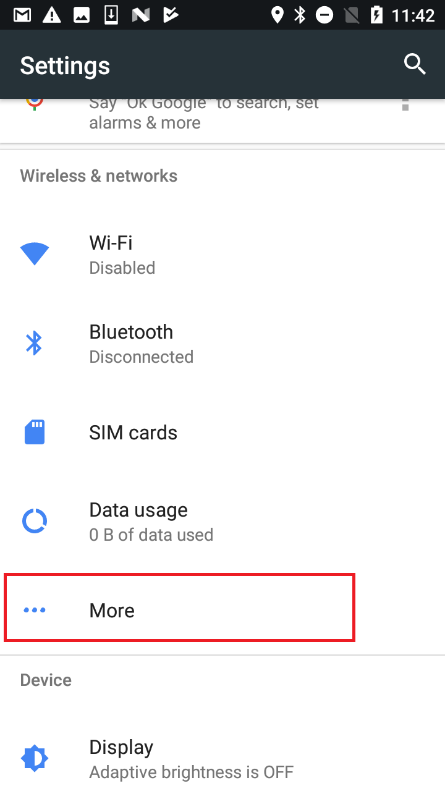 11:42
Settings
Say "Ok Google" to search, set
alarms & more
Wireless & networks
Wi-Fi
Disabled
Bluetooth
Disconnected
SIM cards
Data usage
0 B of data used
More
Device
Display
Adaptive brightness is OFF